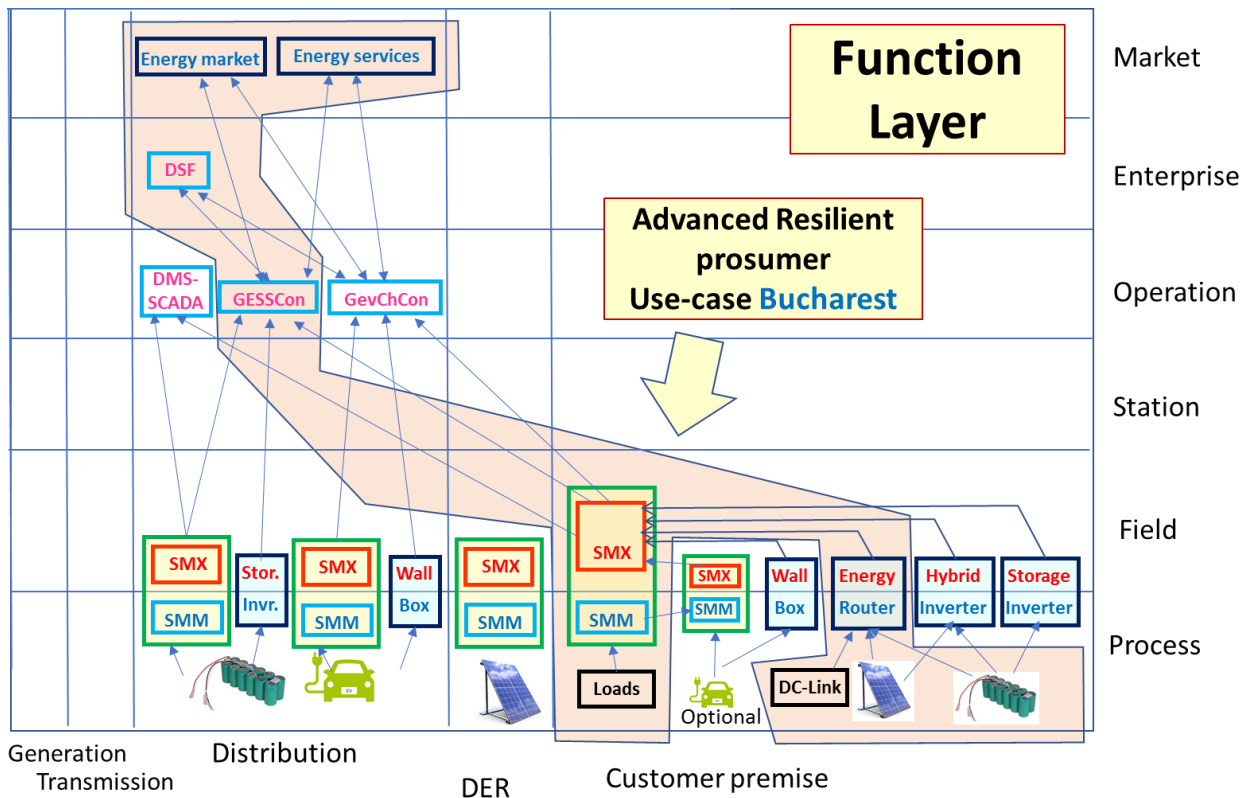 Function
Layer
Market
Energy market
Energy services
DSF
Enterprise
Advanced Resilient
prosumer
Use-case Bucharest
DMS-
SCADA
GESSCon
GevChCon
Operation
Station
Field
SMX
SMM
Stor.
Invr.
SMX
SMM
Wall
Box
SMX
SMM
SMX
SMM
SMX
SMM
Wall
Box
Energy
Router
Hybrid
Inverter
Storage
Inverter
Process
EV
Loads
Optional
DC-Link
Generation
Transmission
Distribution
DER
Customer premise